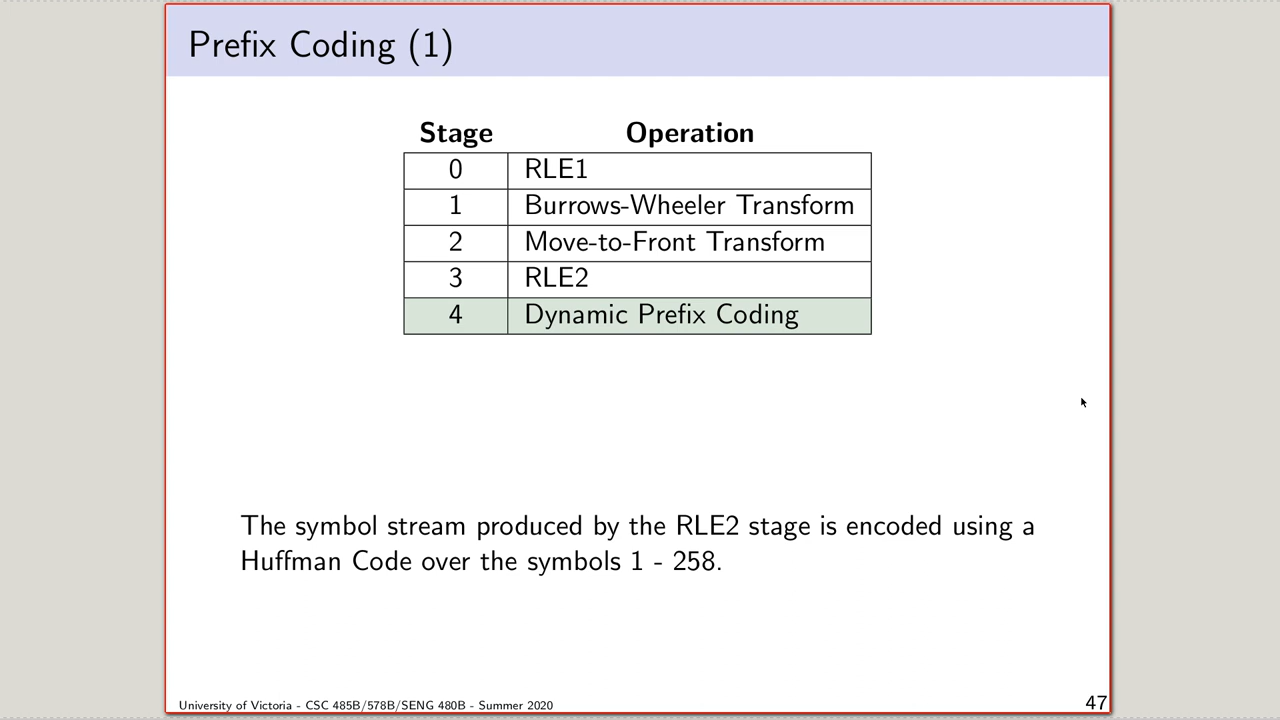 Prefix Coding (1)
Stage Operation
0 RLE1
1 Burrows-Wheeler Transform
2 Move-to-Front Transform
3 RLE2
4 Dynamic Prefix Coding
The symbol stream produced by the RLE2 stage is encoded using a
Huffman Code over the symbols 1 - 258.
University of Victoria - CSC 485B/578B/SENG 480B - Summer 2020
47